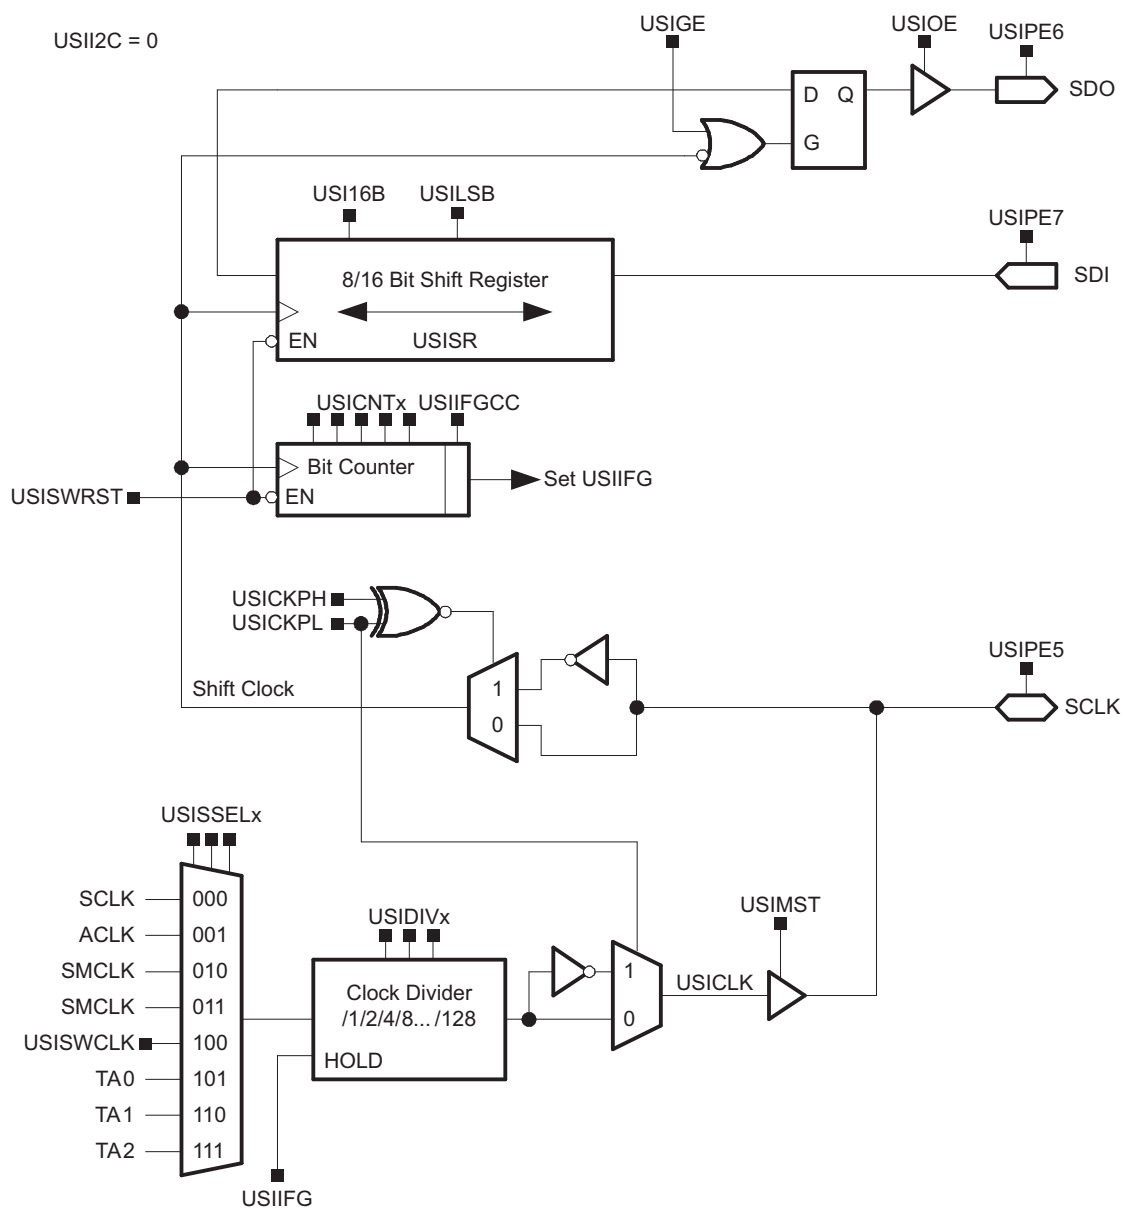 USII2C = 0
USIGE
USIOE
USIPE6
D Q
SDO
G
USI16B
USILSB
USIPE7
8/16 Bit Shift Register
SDI
EN
USISR
USICNTx
USIIFGCC
Bit Counter
Set USIIFG
USISWRST
EN
USICKPH
USICKPL
USIPE5
Shift Clock
1
0
SCLK
USISSELx
SCLK 000
ACLK 001
SMCLK 010
SMCLK 011
USISWCLK 100
TA0 101
TA1 110
TA2 111
USIDIVx
USIMST
Clock Divider
/1/2/4/8... /128
HOLD
1
0
USICLK
USIIFG